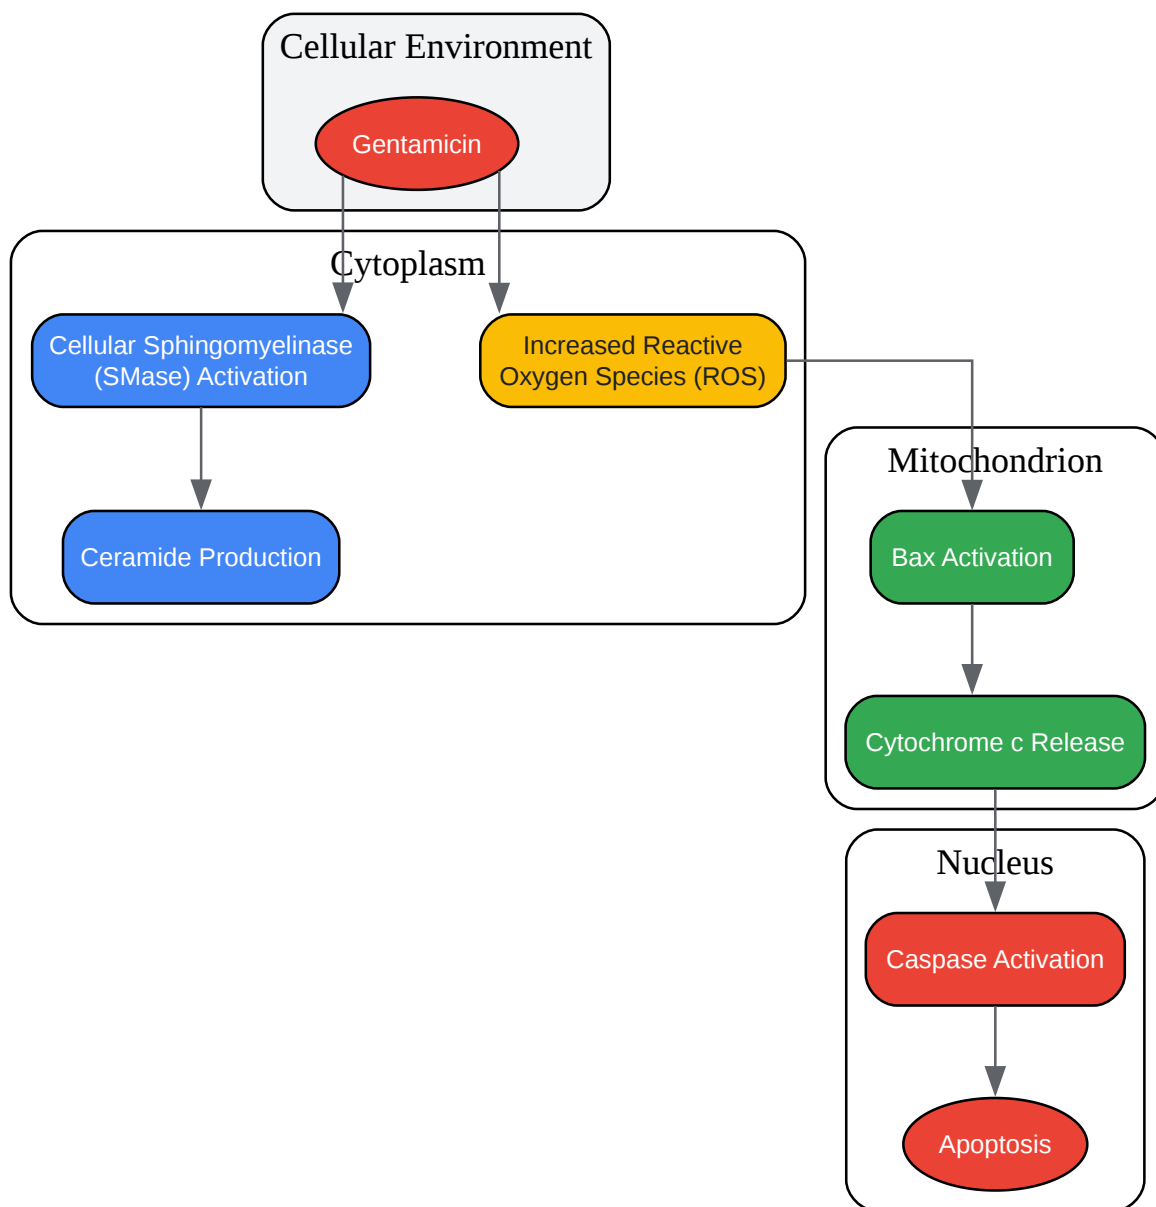 Cellular Environment
Gentamicin
Cytoplasm
Cellular Sphingomyelinase
(SMase) Activation
Increased Reactive
Oxygen Species (ROS)
Ceramide Production
Mitochondrion
Bax Activation
Cytochrome c Release
Nucleus
Caspase Activation
Apoptosis